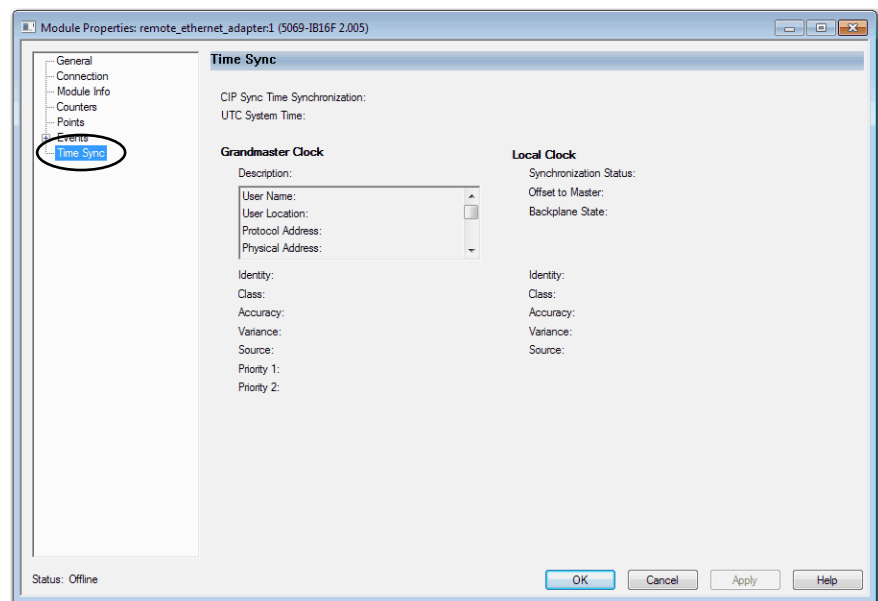 Module Properties: remote_ethernet_adapter:1 (5069-IB16F 2.005)
General
Connection
Module Info
Counters
Points
Events
Time Sync
Time Sync
CIP Sync Time Synchronization:
UTC System Time:
Grandmaster Clock
Description:
User Name:
User Location:
Protocol Address:
Physical Address:
Identity:
Class:
Accuracy:
Variance:
Source:
Priority 1:
Priority 2:
Local Clock
Synchronization Status:
Offset to Master:
Backplane State:
Identity:
Class:
Accuracy:
Variance:
Source:
Status: Offline
OK
Cancel
Apply
Help